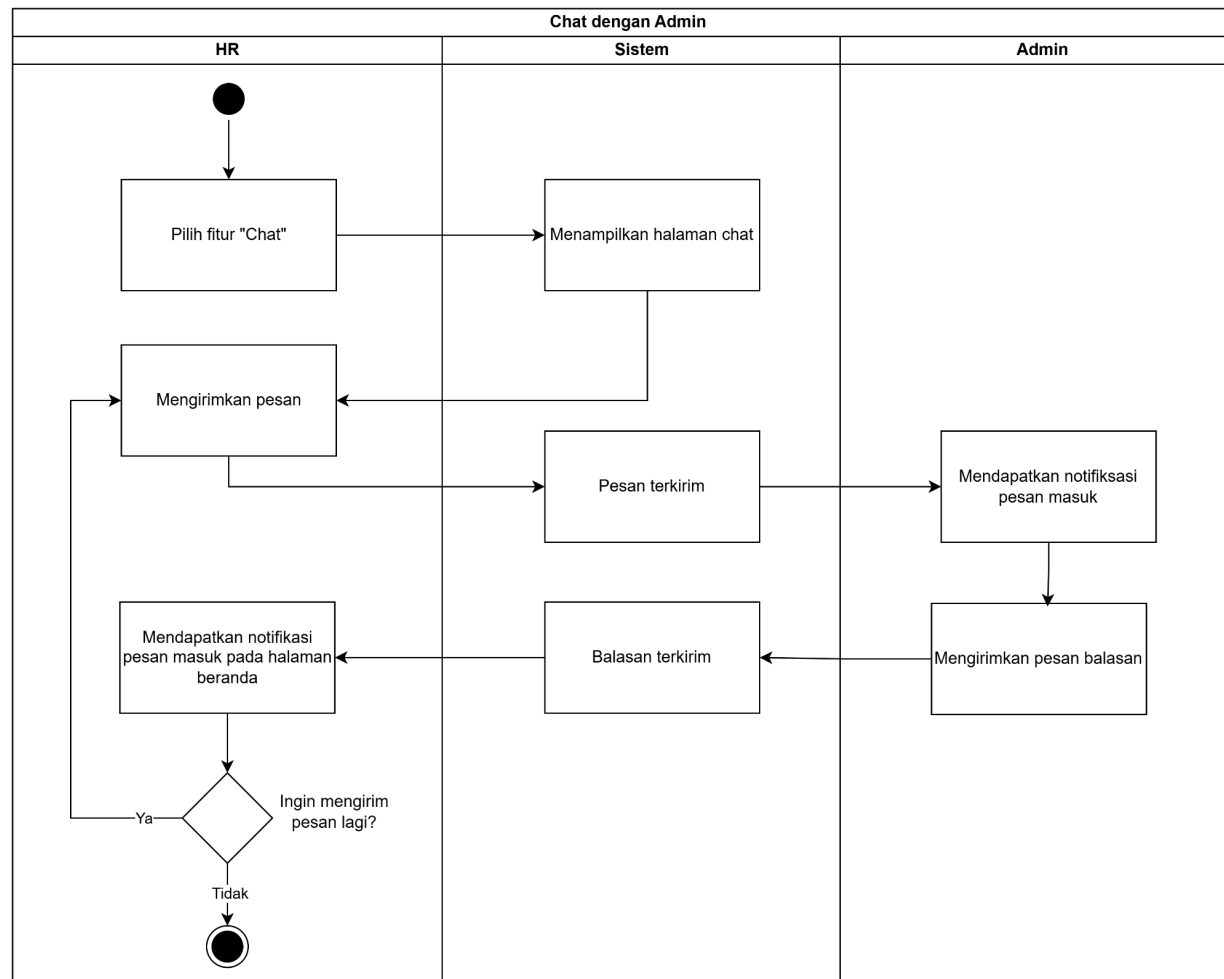 Chat dengan Admin
HR
Sistem
Admin
Pilih fitur "Chat"
Menampilkan halaman chat
Mengirimkan pesan
Pesan terkirim
Mendapatkan notifiksasi
pesan masuk
Mendapatkan notifikasi
pesan masuk pada halaman
beranda
Balasan terkirim
Mengirimkan pesan balasan
Ingin mengirim
pesan lagi?
Ya
Tidak